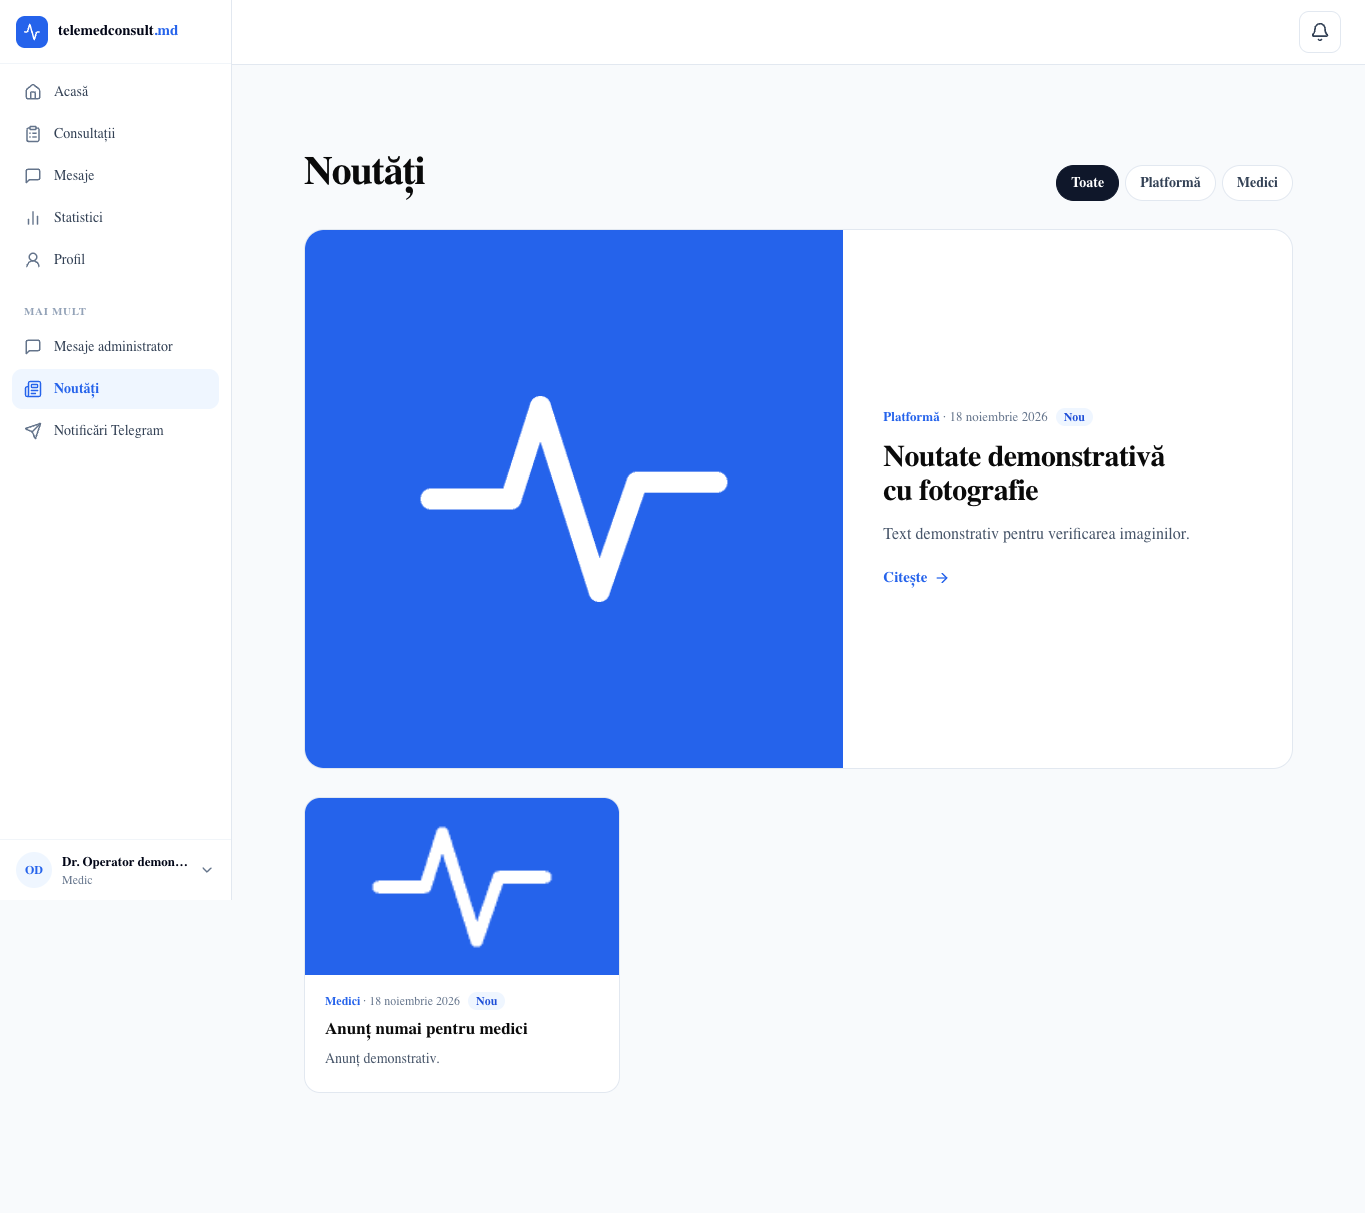 telemedconsult.md
Acasă
Consultații
Mesaje
Statistici
Profil
MAI MULT
Mesaje administrator
Noutăți
Notificări Telegram
OD
Dr. Operator demon...
Medic
Noutăți
Toate
Platformă
Medici
Platformă · 18 noiembrie 2026 Nou
Noutate demonstrativă
cu fotografie
Text demonstrativ pentru verificarea imaginilor.
Citește
Medici · 18 noiembrie 2026 Nou
Anunț numai pentru medici
Anunț demonstrativ.